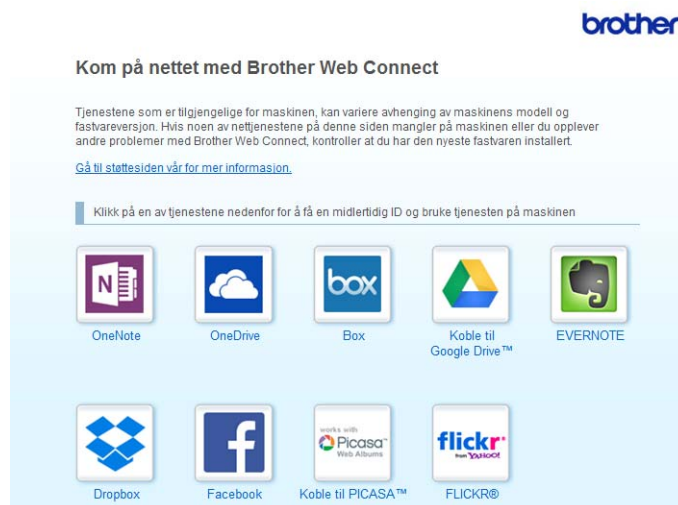 brother
Kom på nettet med Brother Web Connect
Tjenestene som er tilgjengelige for maskinen, kan variere avhenging av maskinens modell og
fastvareversjon. Hvis noen av nettjenestene på denne siden mangler på maskinen eller du opplever
andre problemer med Brother Web Connect, kontroller at du har den nyeste fastvaren installert.
Gå til støttesiden vår for mer informasjon.
Klikk på en av tjenestene nedenfor for å få en midlertidig ID og bruke tjenesten på maskinen
N
box
OneNote
OneDrive
Box
Koble til
Google Drive™
EVERNOTE
f
works with
Picasa™
Web Albums
flickr
from YAHOO!
Dropbox
Facebook
Koble til PICASA™
FLICKR®